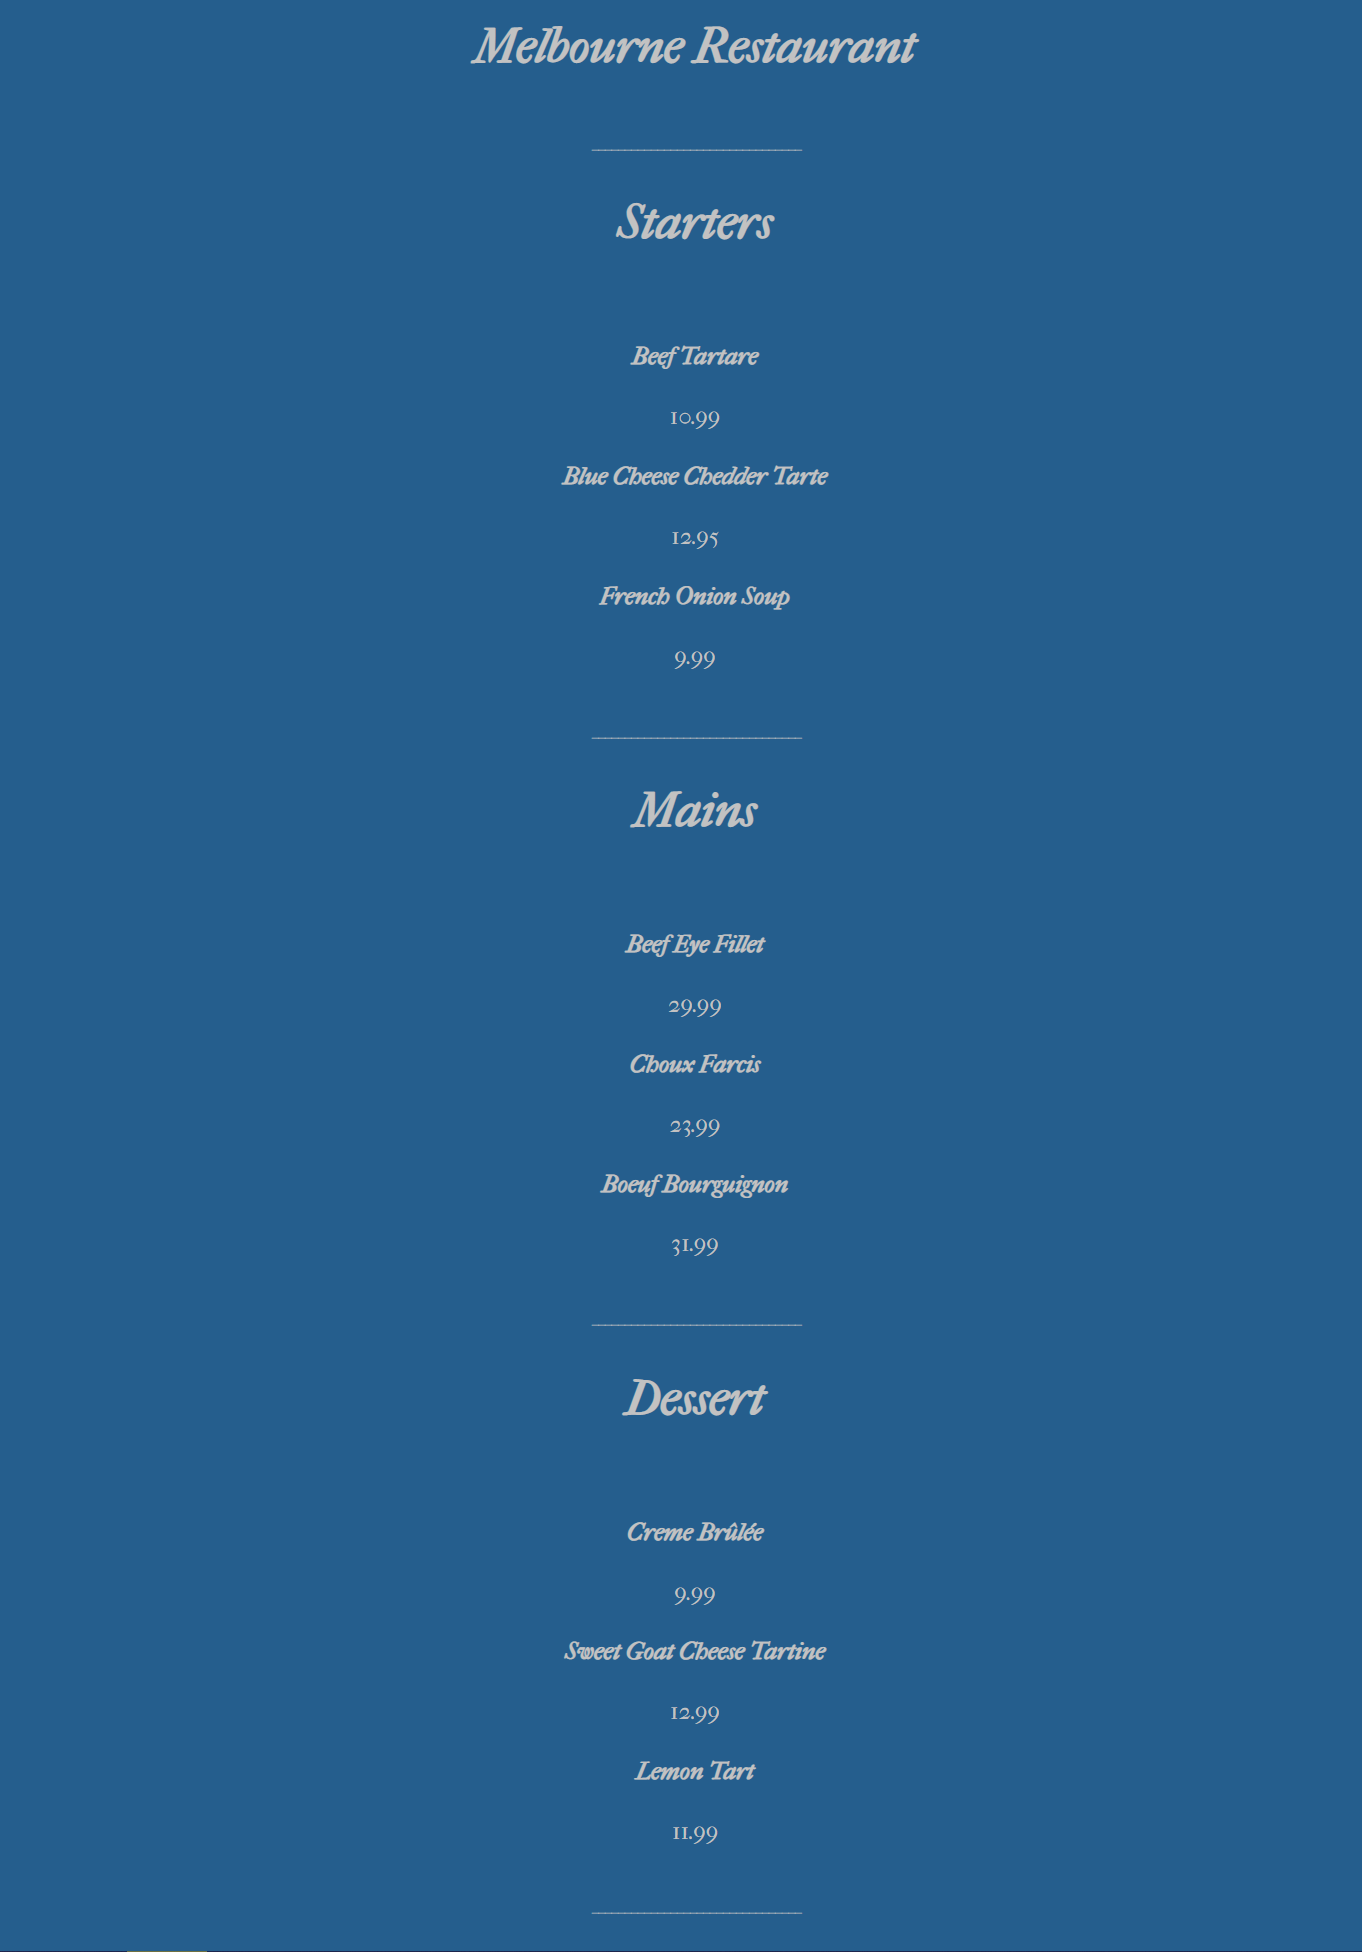 Melbourne Restaurant
Starters
Beef Tartare
10.99
Blue Cheese Chedder Tarte
12.95
French Onion Soup
9.99
Mains
Beef Eye Fillet
29.99
Choux Farcis
23.99
Boeuf Bourguignon
31.99
Dessert
Creme Brûlée
9.99
Sweet Goat Cheese Tartine
12.99
Lemon Tart
11.99